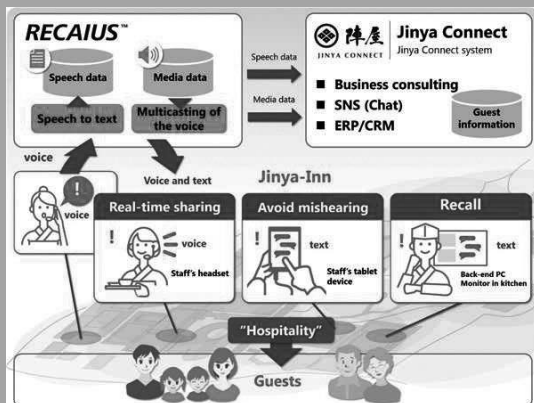 RECAIUS™
Speech data
Media data
Speech to text
Multicasting of
the voice
Speech data
Media data
陣屋
JINYA CONNECT
Jinya Connect
Jinya Connect system
■ Business consulting
■ SNS (Chat)
■ ERP/CRM
Guest
information
voice
Voice and text
Jinya-Inn
!
voice
Real-time sharing
!
voice
Staff's headset
Avoid mishearing
!
text
Staff's tablet
device
Recall
!
text
Back-end PC
Monitor in kitchen
"Hospitality"
Guests